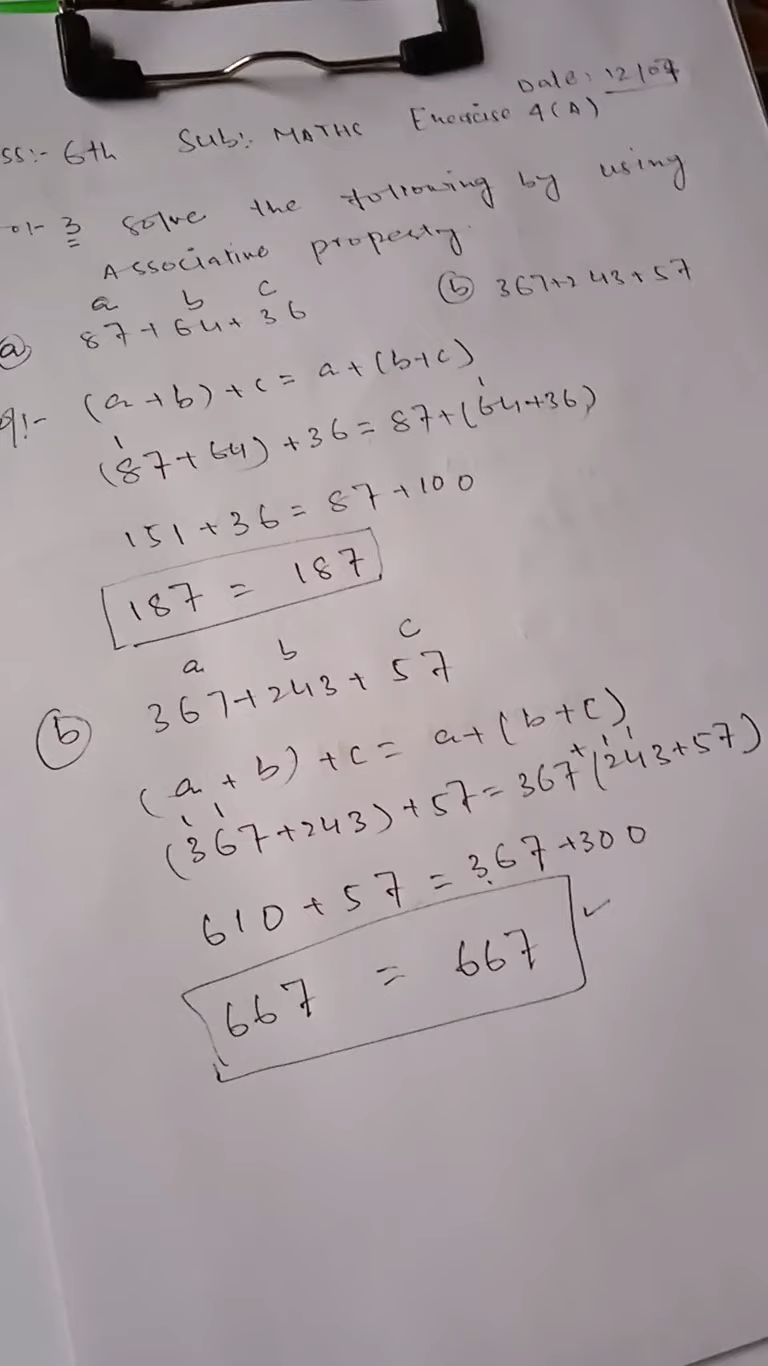 Date: 12/07
ss:- 6th Sub:- MATHS Exercise 4(A)
3 solve the following by using
Associative property.
a b c
(a) 87+64+36 (b) 367+243+57
(a+b)+c = a+(b+c)
(87+64)+36 = 87+(64+36)
151+36 = 87+100
187 = 187
a b c
(b) 367+243+57
(a+b)+c = a+(b+c)
(367+243)+57 = 367+(243+57)
610+57 = 367+300
667 = 667 ✓